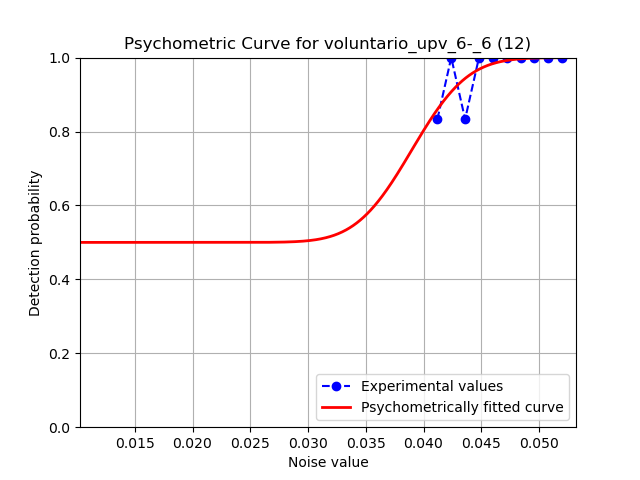 Psychometric Curve for voluntario_upv_6-_6 (12)
1.0
0.8
0.6
0.4
0.2
0.0
Detection probability
Experimental values
Psychometrically fitted curve
0.015 0.020 0.025 0.030 0.035 0.040 0.045 0.050
Noise value